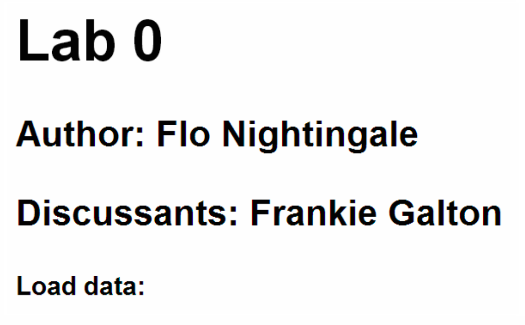 Lab 0
Author: Flo Nightingale
Discussants: Frankie Galton
Load data: